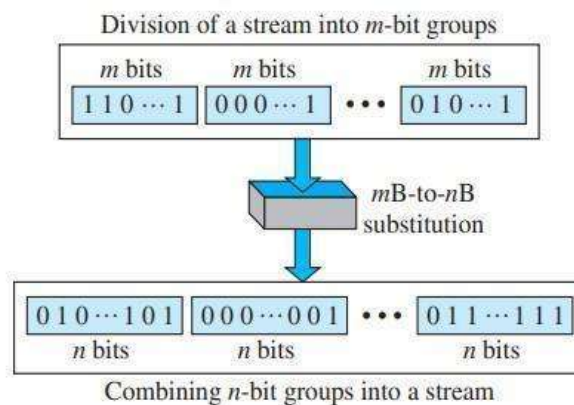 Division of a stream into m-bit groups
m bits m bits m bits
1 1 0 ⋯ 1 0 0 0 ⋯ 1 ••• 0 1 0 ⋯ 1
mB-to-nB
substitution
0 1 0 ⋯ 1 0 1 0 0 0 ⋯ 0 0 1 ••• 0 1 1 ⋯ 1 1 1
n bits n bits n bits
Combining n-bit groups into a stream